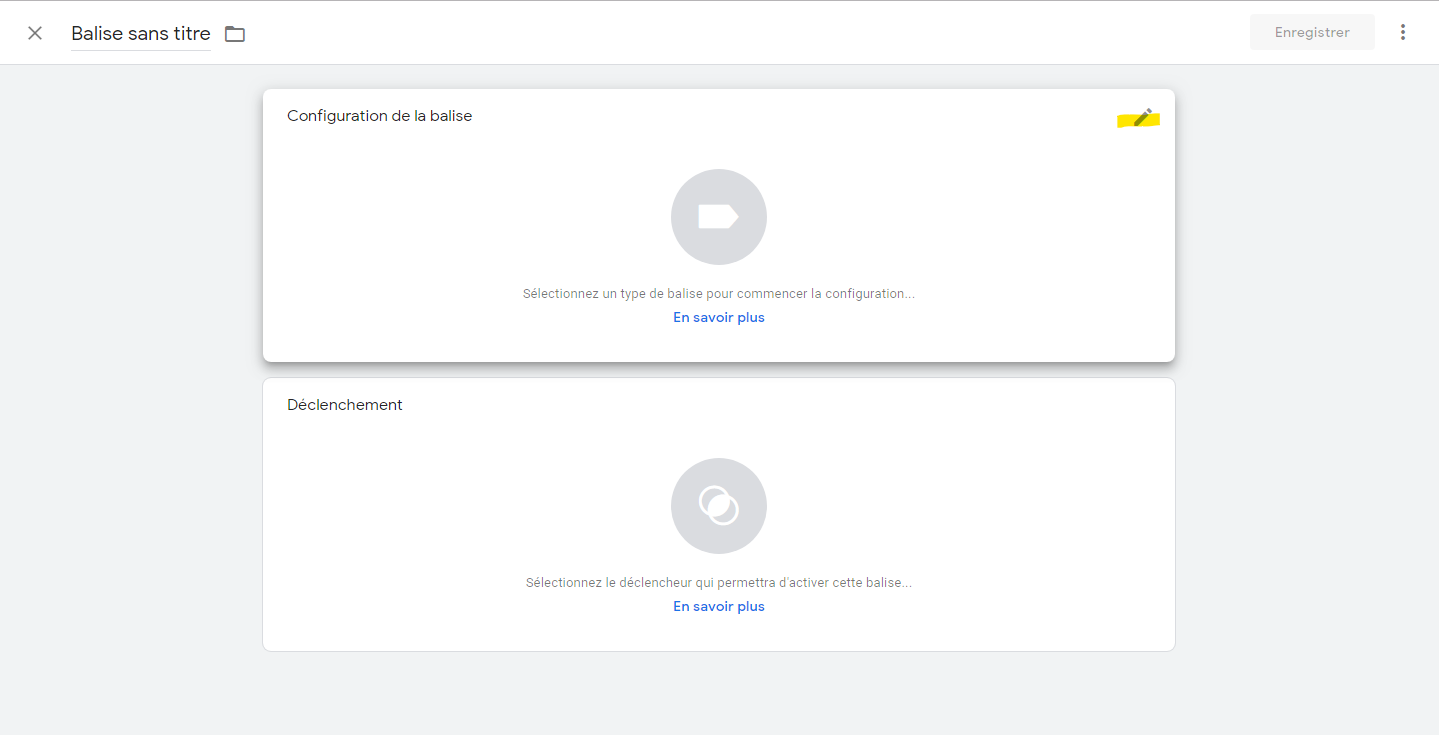 Balise sans titre
Enregistrer
Configuration de la balise
Sélectionnez un type de balise pour commencer la configuration...
En savoir plus
Déclenchement
Sélectionnez le déclencheur qui permettra d'activer cette balise...
En savoir plus